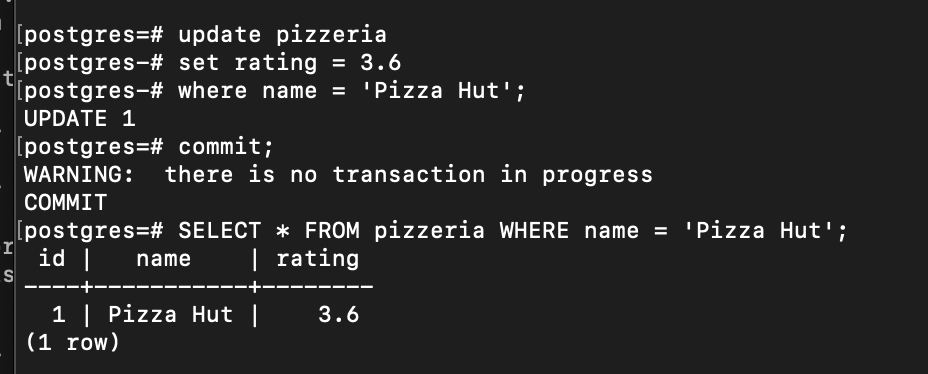 [postgres=# update pizzeria
[postgres-# set rating = 3.6
[postgres-# where name = 'Pizza Hut';
UPDATE 1
[postgres=# commit;
WARNING:  there is no transaction in progress
COMMIT
[postgres=# SELECT * FROM pizzeria WHERE name = 'Pizza Hut';
 id |   name    | rating
----+-----------+--------
  1 | Pizza Hut |    3.6
(1 row)